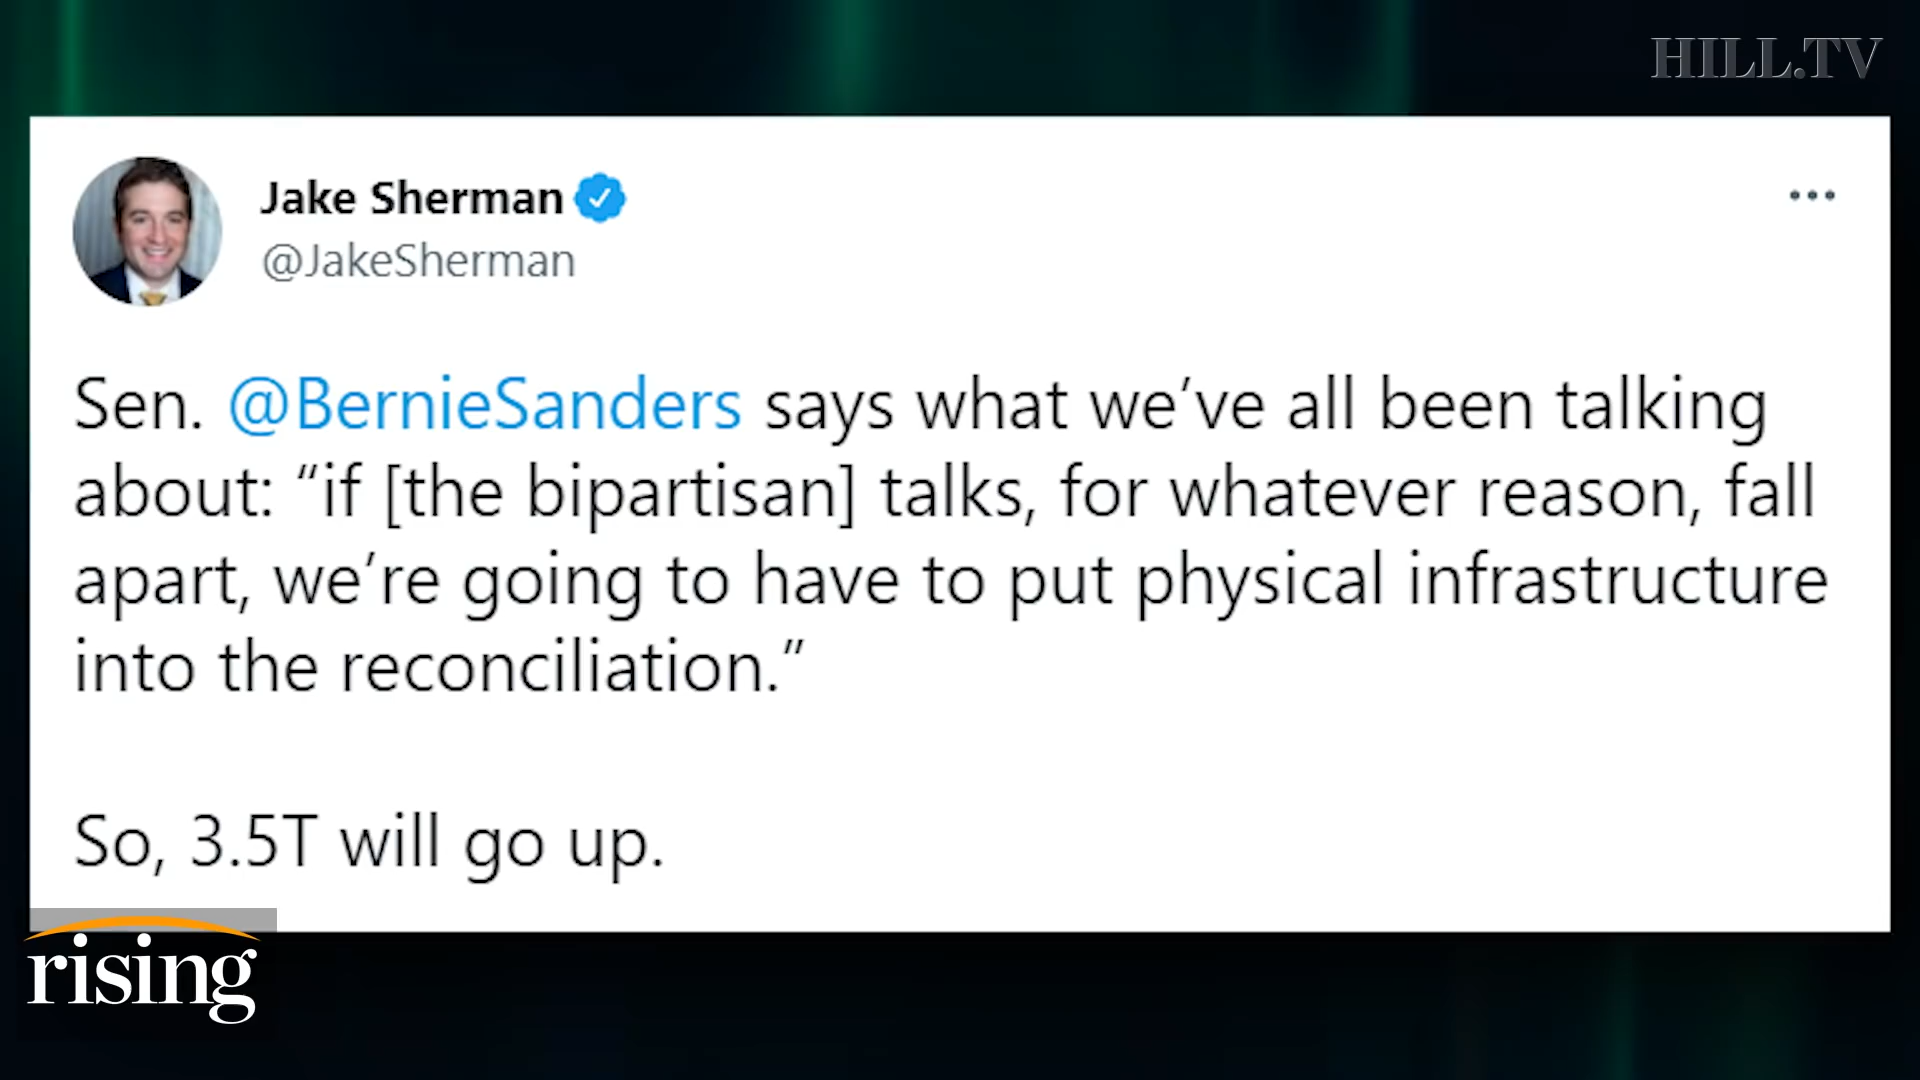 HILL.TV
Jake Sherman
@JakeSherman
Sen. @BernieSanders says what we’ve all been talking
about: “if [the bipartisan] talks, for whatever reason, fall
apart, we’re going to have to put physical infrastructure
into the reconciliation.”
So, 3.5T will go up.
rising